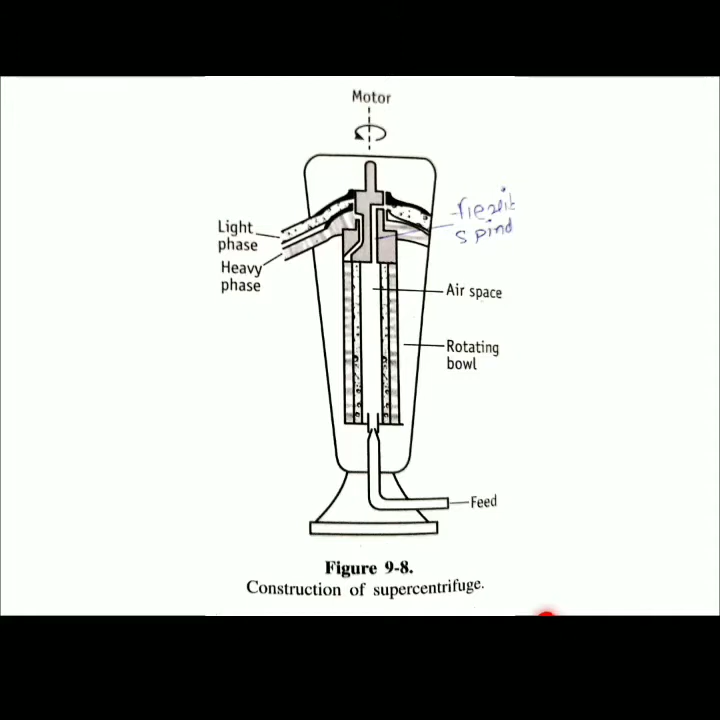 Motor
Light
phase
Heavy
phase
Air space
Rotating
bowl
Feed
Figure 9-8.
Construction of supercentrifuge.